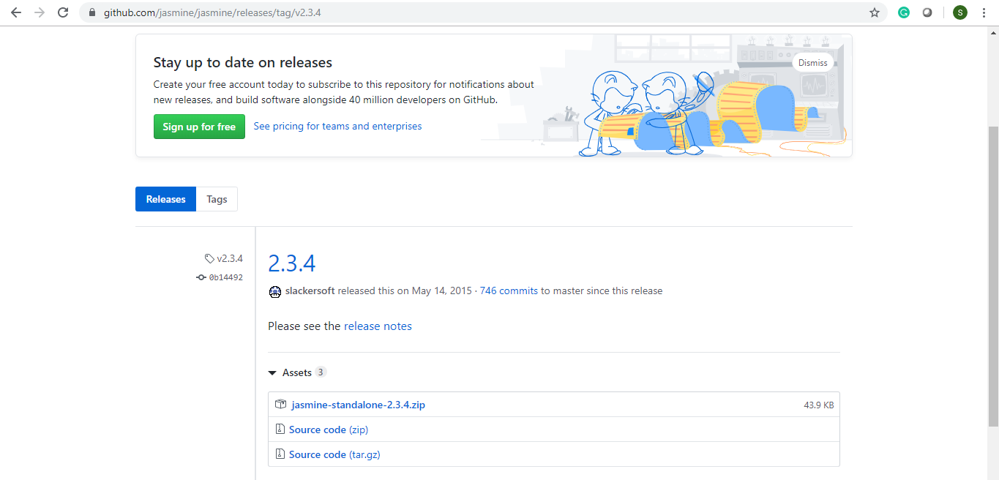 github.com/jasmine/jasmine/releases/tag/v2.3.4
S
Stay up to date on releases
Dismiss
Create your free account today to subscribe to this repository for notifications about
new releases, and build software alongside 40 million developers on GitHub.
Sign up for free
See pricing for teams and enterprises
Releases
Tags
v2.3.4
0b14492
2.3.4
slackersoft released this on May 14, 2015 · 746 commits to master since this release
Please see the release notes
Assets 3
jasmine-standalone-2.3.4.zip 43.9 KB
Source code (zip)
Source code (tar.gz)